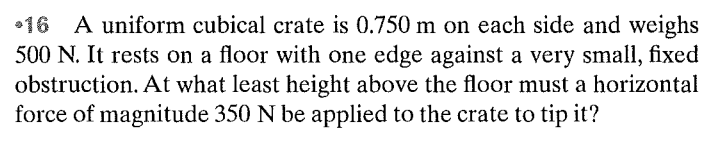 •16 A uniform cubical crate is 0.750 m on each side and weighs
500 N. It rests on a floor with one edge against a very small, fixed
obstruction. At what least height above the floor must a horizontal
force of magnitude 350 N be applied to the crate to tip it?